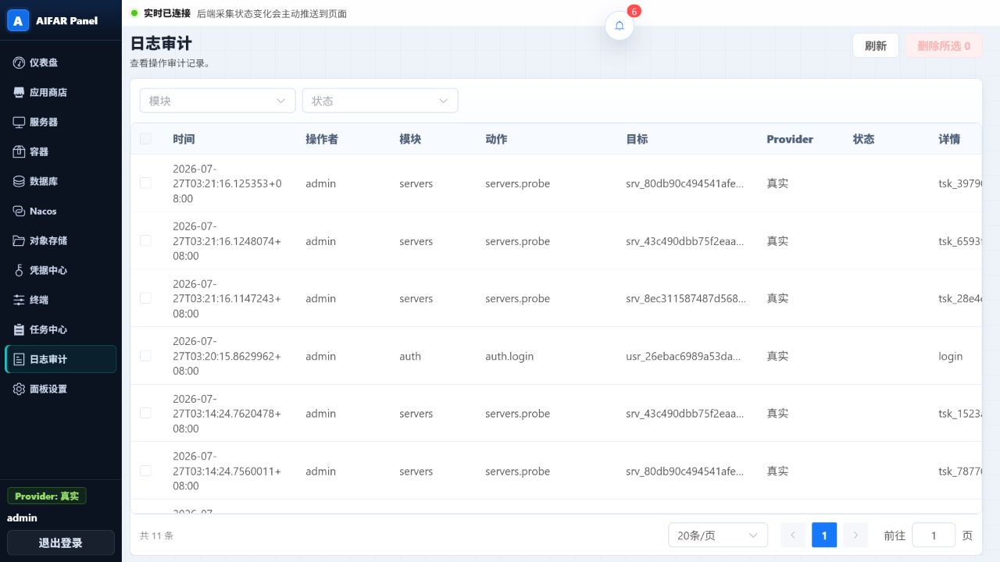 A AIFAR Panel
实时已连接 后端采集状态变化会主动推送到页面
6
仪表盘
应用商店
服务器
容器
数据库
Nacos
对象存储
凭据中心
终端
任务中心
日志审计
面板设置
Provider: 真实
admin
退出登录
日志审计
查看操作审计记录。
刷新
删除所选 0
模块
状态
时间 操作者 模块 动作 目标 Provider 状态 详情
2026-07-
27T03:21:16.125353+0
8:00
admin servers servers.probe srv_80db90c494541afe... 真实 tsk_3979
2026-07-
27T03:21:16.1248074+
08:00
admin servers servers.probe srv_43c490dbb75f2eaa... 真实 tsk_6593
2026-07-
27T03:21:16.1147243+
08:00
admin servers servers.probe srv_8ec311587487d568... 真实 tsk_28e4
2026-07-
27T03:20:15.8629962+
08:00
admin auth auth.login usr_26ebac6989a53da... 真实 login
2026-07-
27T03:14:24.7620478+
08:00
admin servers servers.probe srv_43c490dbb75f2eaa... 真实 tsk_1523
2026-07-
27T03:14:24.7560011+
08:00
admin servers servers.probe srv_80db90c494541afe... 真实 tsk_7877
共 11 条
20条/页
1
前往 1 页